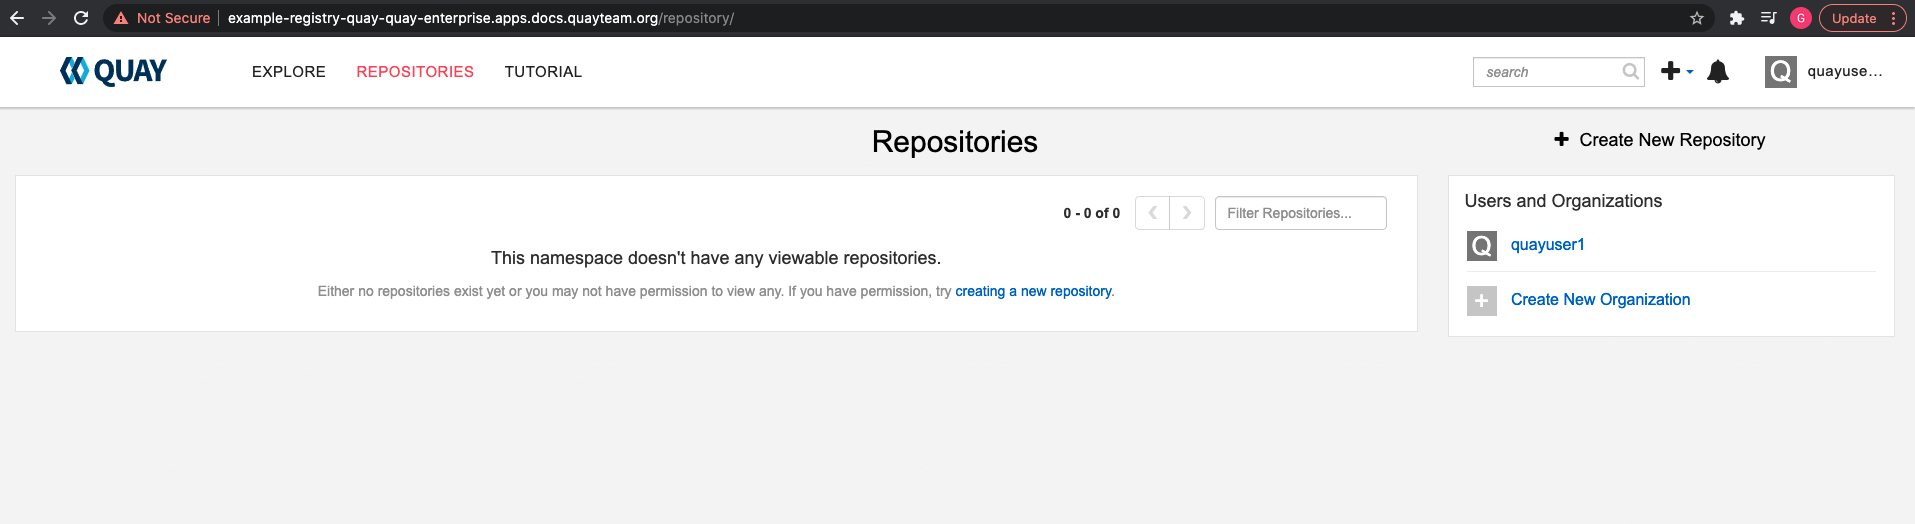 Not Secure example-registry-quay-quay-enterprise.apps.docs.quayteam.org/repository/ G Update
QUAY EXPLORE REPOSITORIES TUTORIAL search Q quayuse...
Repositories
+ Create New Repository
0 - 0 of 0 Filter Repositories...
This namespace doesn't have any viewable repositories.
Either no repositories exist yet or you may not have permission to view any. If you have permission, try creating a new repository.
Users and Organizations
Q quayuser1
+ Create New Organization